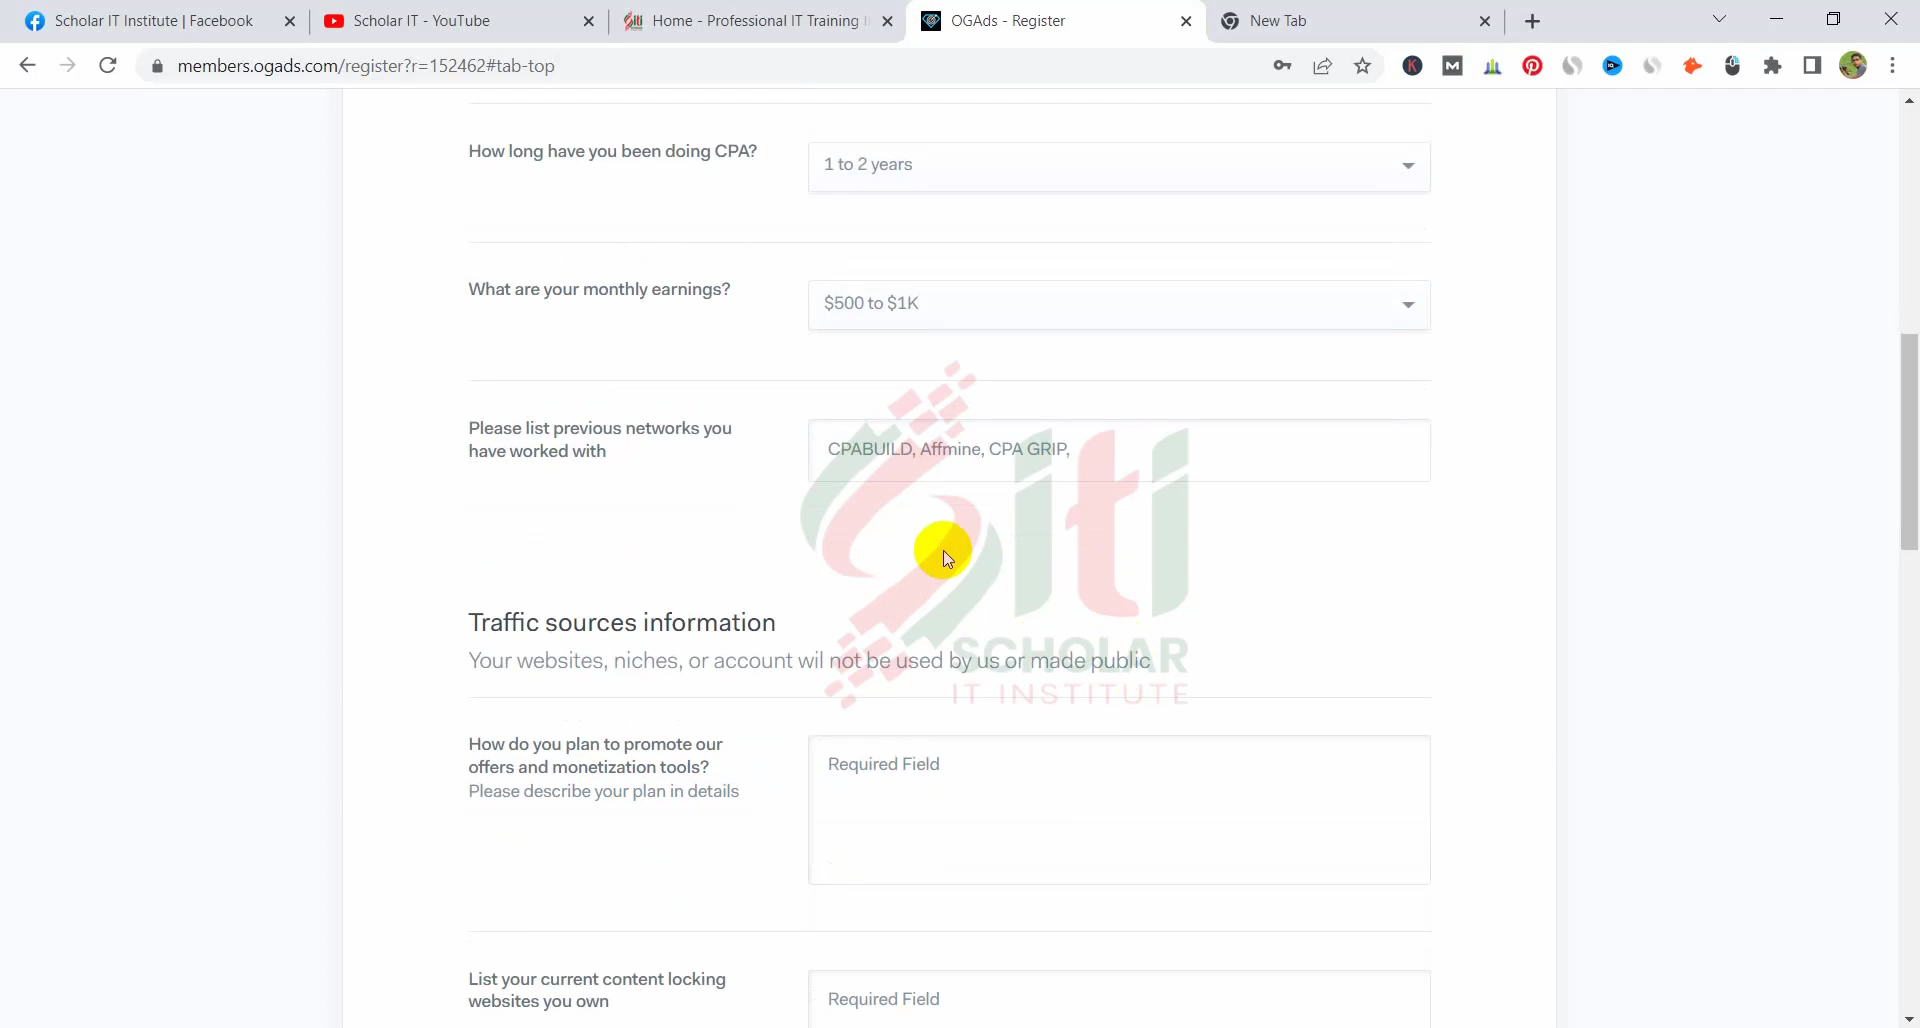 Scholar IT Institute | Facebook
Scholar IT - YouTube
Home - Professional IT Training I
OGAds - Register
New Tab
members.ogads.com/register?r=152462#tab-top
How long have you been doing CPA?
1 to 2 years
What are your monthly earnings?
$500 to $1K
Please list previous networks you
have worked with
CPABUILD, Affmine, CPA GRIP,
siti
SCHOLAR
IT INSTITUTE
Traffic sources information
Your websites, niches, or account wil not be used by us or made public
How do you plan to promote our
offers and monetization tools?
Please describe your plan in details
Required Field
List your current content locking
websites you own
Required Field